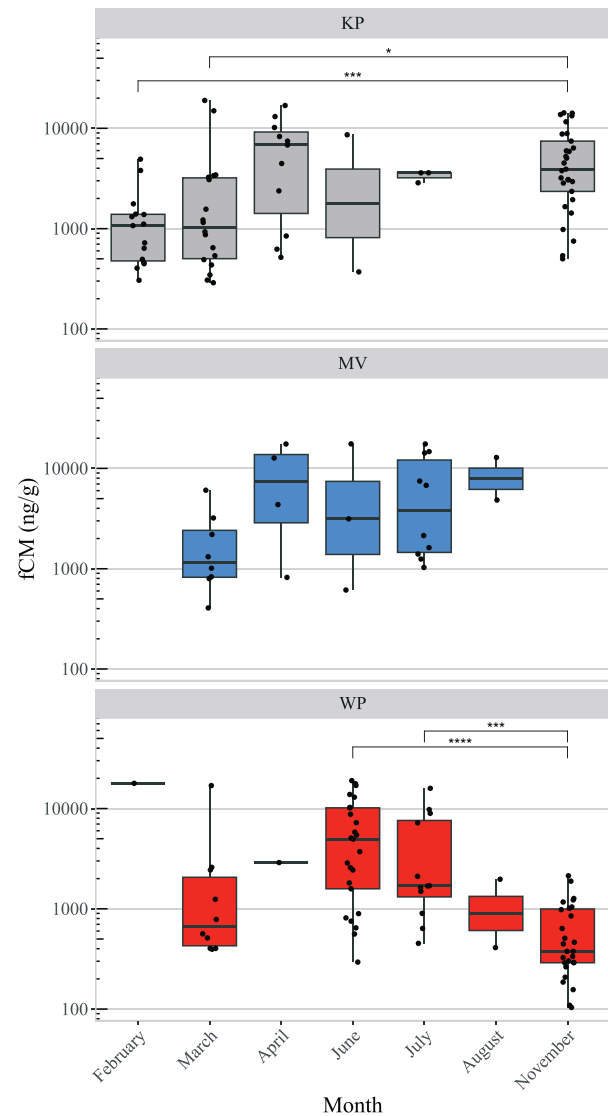 KP
*
***
10000
1000
100
MV
10000
1000
100
fCM (ng/g)
WP
***
****
10000
1000
100
February
March
April
June
July
August
November
Month